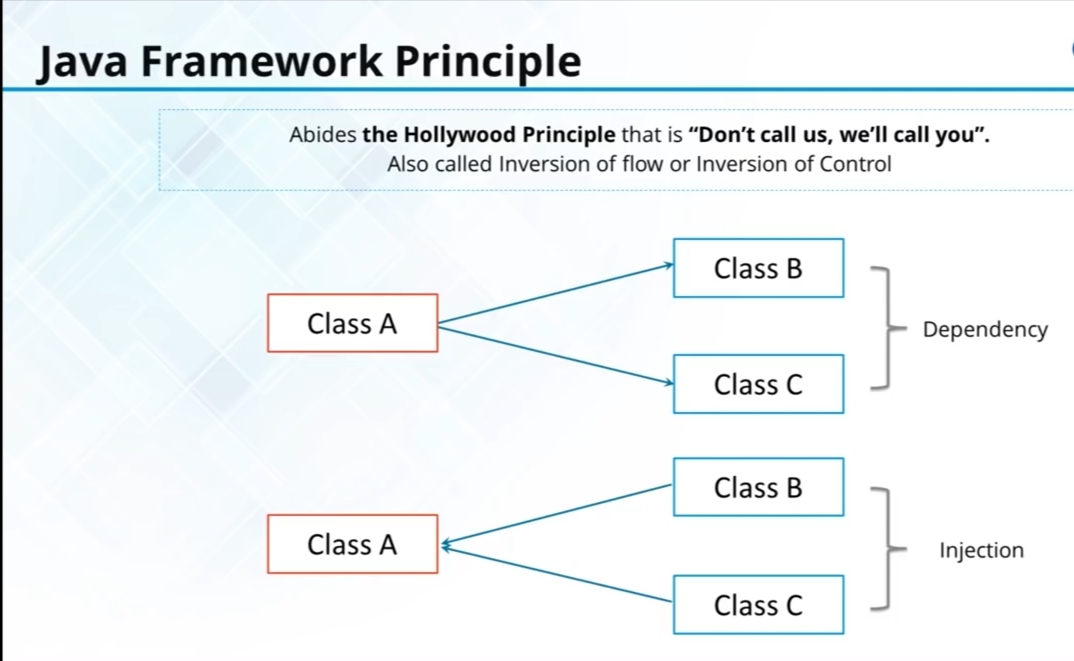 Java Framework Principle
Abides the Hollywood Principle that is “Don’t call us, we’ll call you”.
Also called Inversion of flow or Inversion of Control
Class B
Class A
Dependency
Class C
Class B
Class A
Injection
Class C